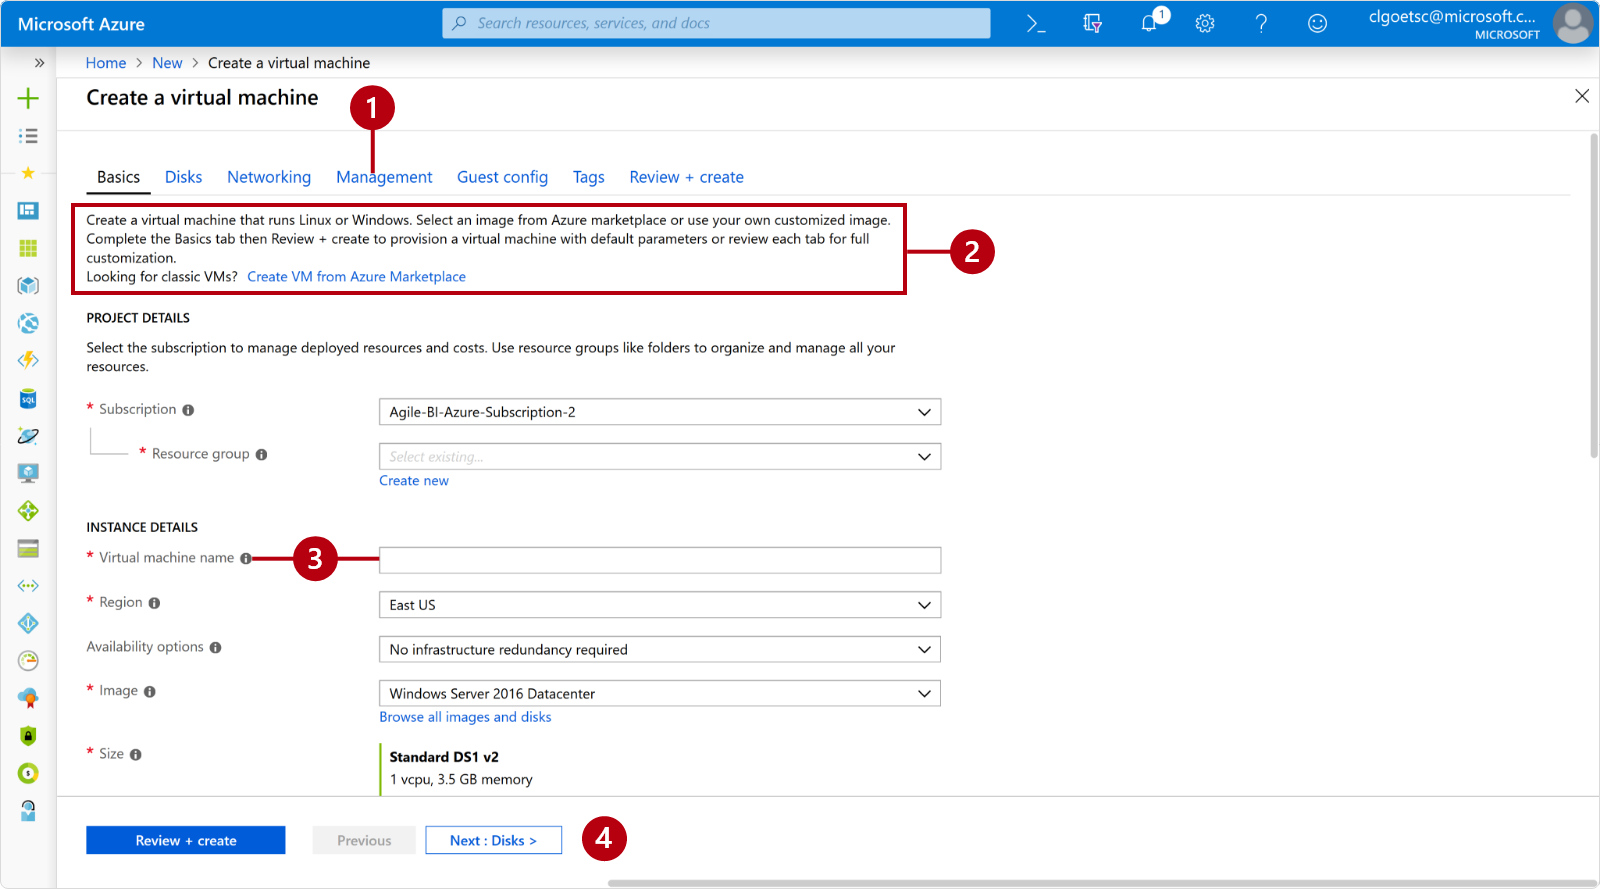 Microsoft Azure
Search resources, services, and docs
1
clgoetsc@microsoft.c...
MICROSOFT
Home > New > Create a virtual machine
Create a virtual machine
1
Basics Disks Networking Management Guest config Tags Review + create
Create a virtual machine that runs Linux or Windows. Select an image from Azure marketplace or use your own customized image.
Complete the Basics tab then Review + create to provision a virtual machine with default parameters or review each tab for full
customization.
Looking for classic VMs? Create VM from Azure Marketplace
2
PROJECT DETAILS
Select the subscription to manage deployed resources and costs. Use resource groups like folders to organize and manage all your
resources.
* Subscription
Agile-BI-Azure-Subscription-2
* Resource group
Select existing...
Create new
INSTANCE DETAILS
* Virtual machine name
3
* Region
East US
Availability options
No infrastructure redundancy required
* Image
Windows Server 2016 Datacenter
Browse all images and disks
* Size
Standard DS1 v2
1 vcpu, 3.5 GB memory
Review + create Previous Next : Disks >
4
SQL